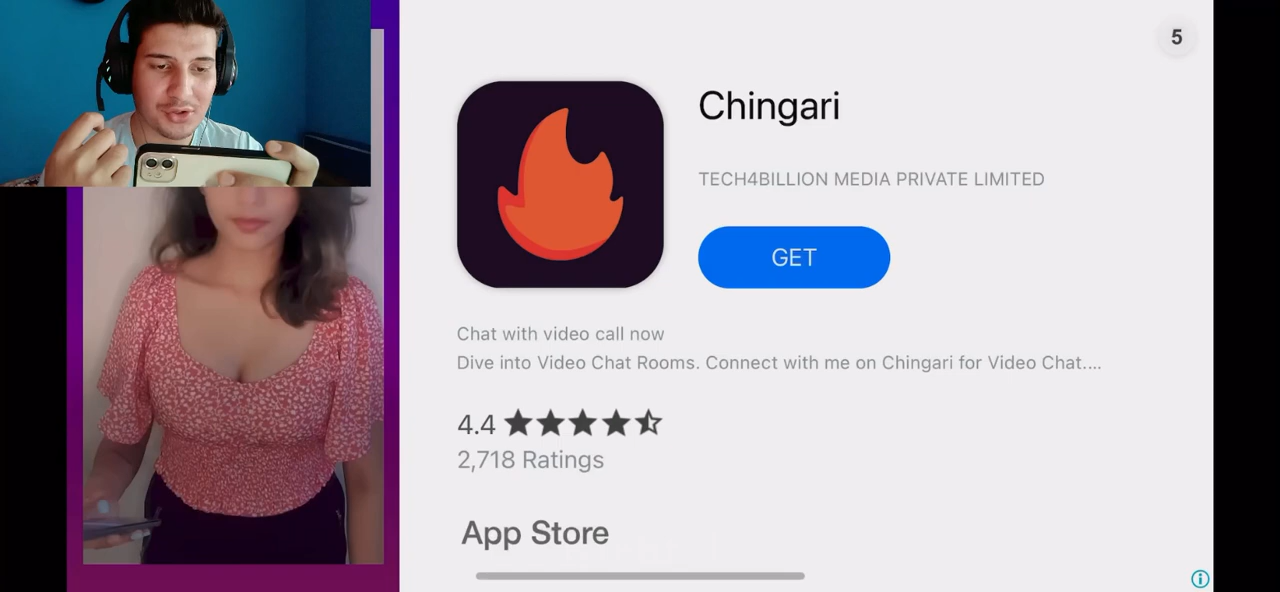 5
Chingari
TECH4BILLION MEDIA PRIVATE LIMITED
GET
Chat with video call now
Dive into Video Chat Rooms. Connect with me on Chingari for Video Chat....
4.4
2,718 Ratings
App Store